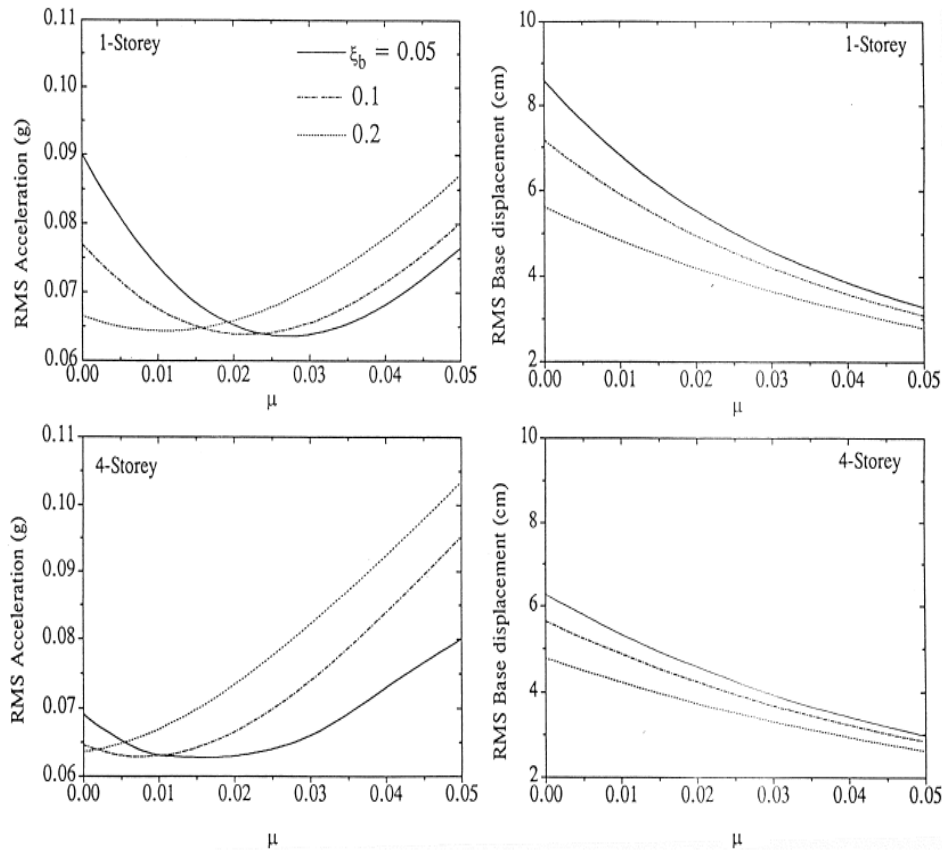 1-Storey
ξb = 0.05
0.1
0.2
RMS Acceleration (g)
0.11
0.10
0.09
0.08
0.07
0.06
0.00 0.01 0.02 0.03 0.04 0.05
μ
1-Storey
RMS Base displacement (cm)
10
8
6
4
2
0.00 0.01 0.02 0.03 0.04 0.05
μ
4-Storey
RMS Acceleration (g)
0.11
0.10
0.09
0.08
0.07
0.06
0.00 0.01 0.02 0.03 0.04 0.05
μ
4-Storey
RMS Base displacement (cm)
10
8
6
4
2
0.00 0.01 0.02 0.03 0.04 0.05
μ